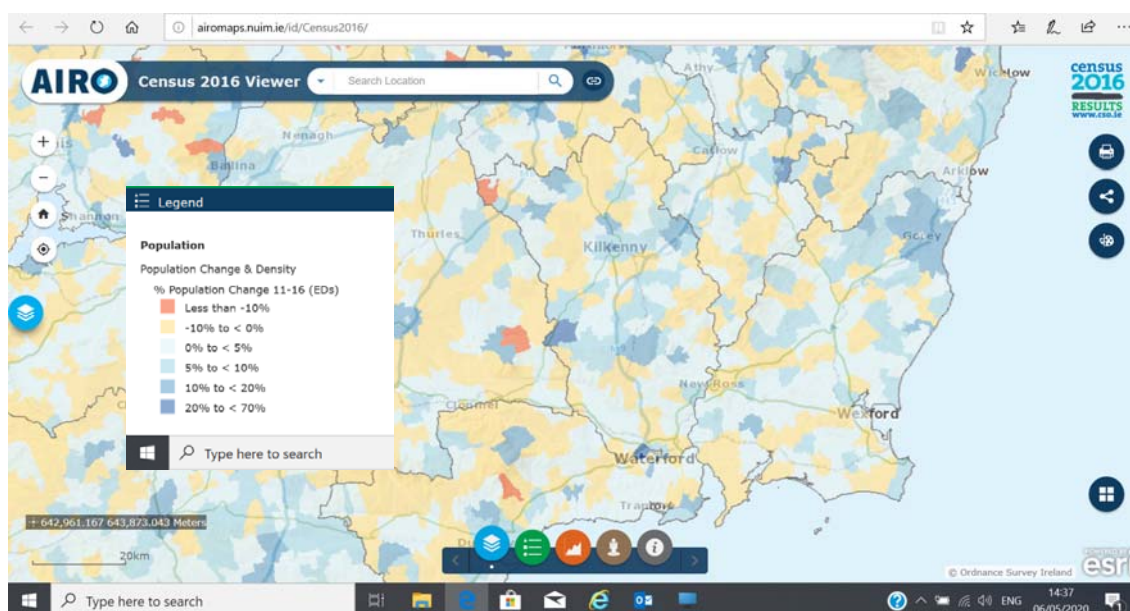 airomaps.nuim.ie/id/Census2016/
AIRO Census 2016 Viewer Search Location
census
2016
RESULTS
www.cso.ie
Athy
Wicklow
Nenagh
Ballina
Carlow
Arklow
Shannon
Legend
Thurles
Kilkenny
Gorey
Population
Population Change & Density
% Population Change 11-16 (EDs)
Less than -10%
-10% to < 0%
0% to < 5%
5% to < 10%
10% to < 20%
20% to < 70%
New Ross
Clonmel
Wexford
Type here to search
Waterford
Tramore
642,961.167 643,873.043 Meters
20km
© Ordnance Survey Ireland
esri
Type here to search
ENG
14:37
06/05/2020